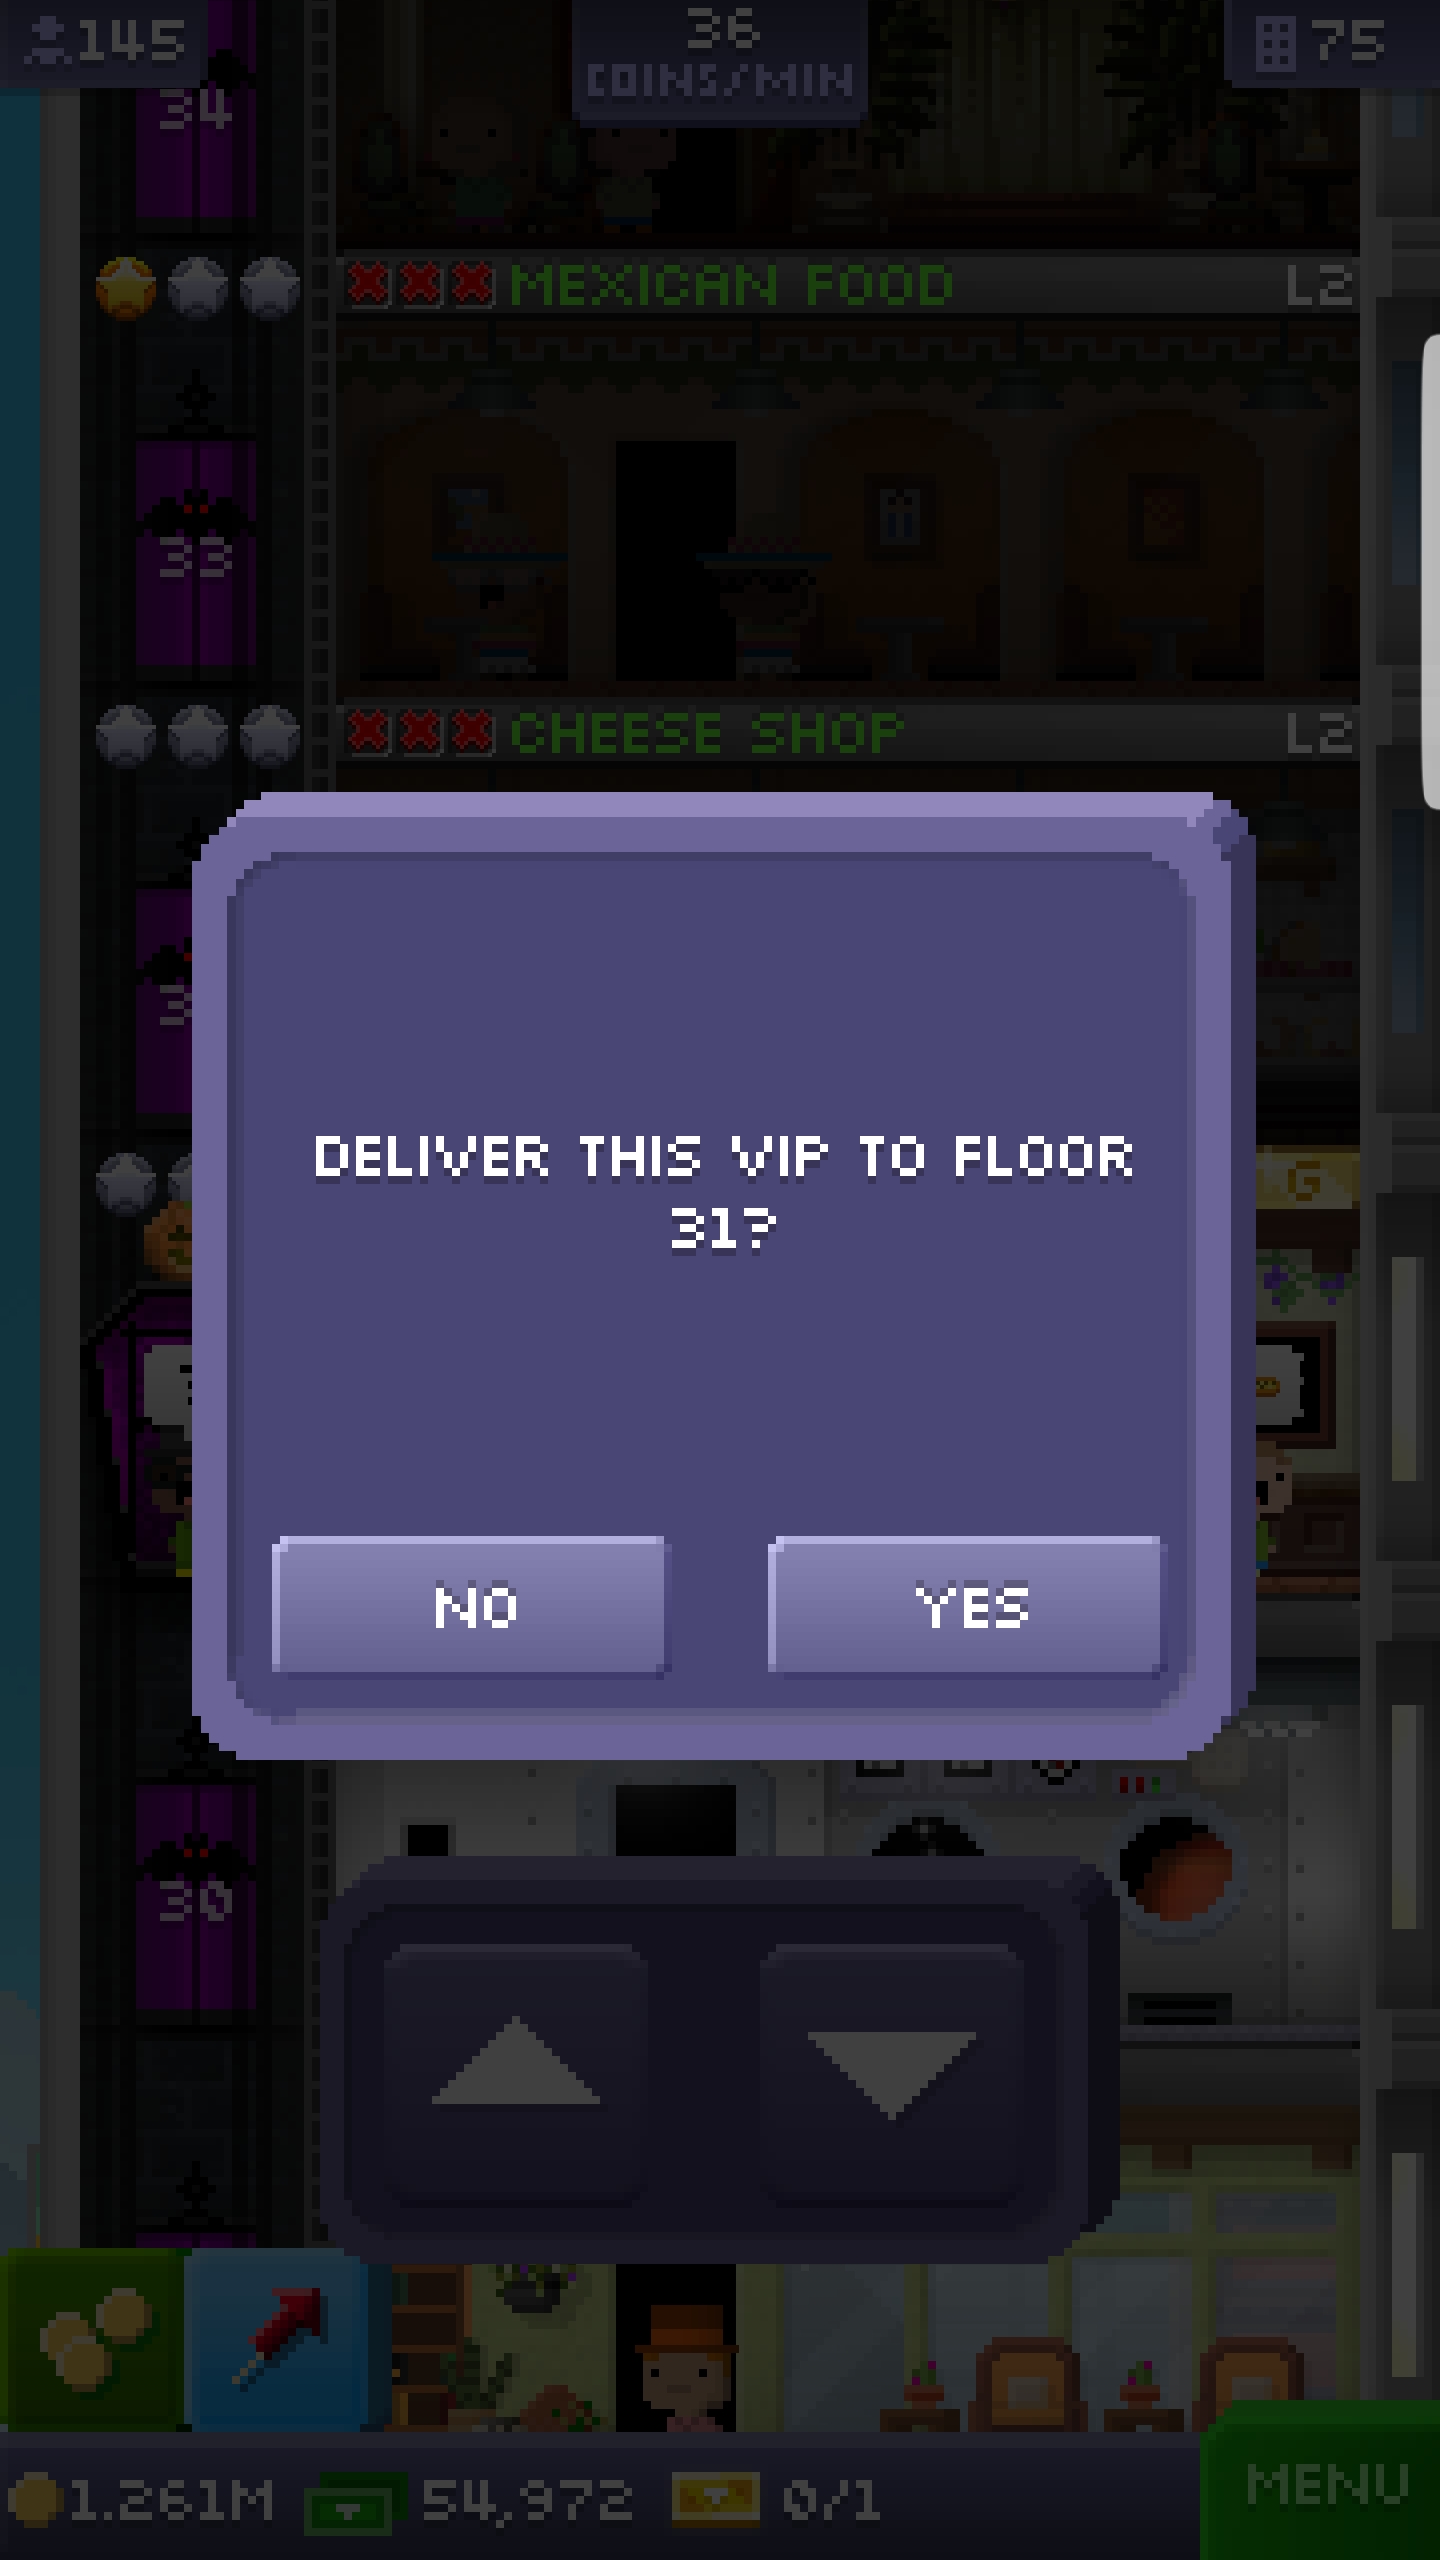 145
36
COINS/MIN
75
34
MEXICAN FOOD
L2
33
CHEESE SHOP
L2
3
G
DELIVER THIS VIP TO FLOOR
31?
NO
YES
30
1.261M
54,972
0/1
MENU